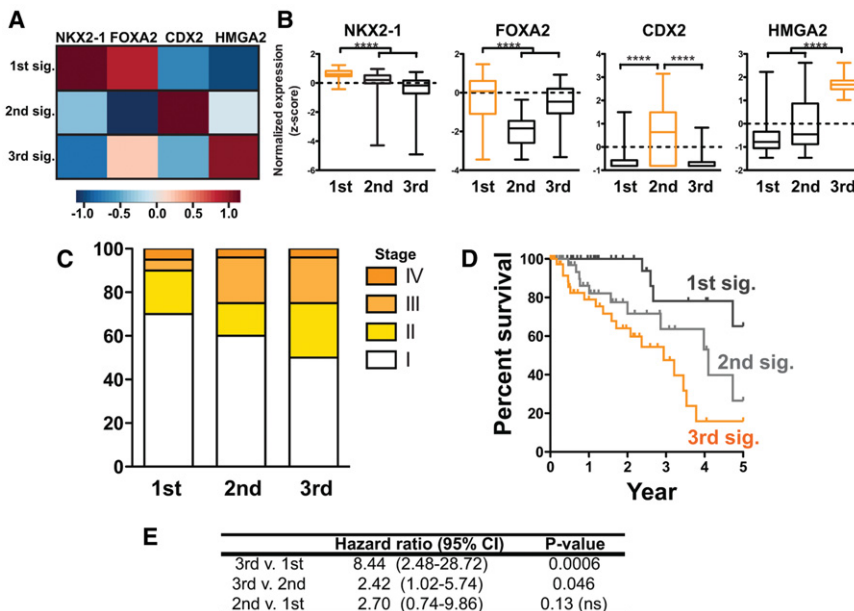 A
NKX2-1 FOXA2 CDX2 HMGA2
1st sig.
2nd sig.
3rd sig.
-1.0 -0.5 0.0 0.5 1.0
B
Normalized expression
(z-score)
NKX2-1
****
2
0
-2
-4
-6
1st 2nd 3rd
FOXA2
****
2
0
-2
-4
1st 2nd 3rd
CDX2
**** ****
4
3
2
1
0
-1
1st 2nd 3rd
HMGA2
****
4
2
0
-2
1st 2nd 3rd
C
100
80
60
40
20
0
1st 2nd 3rd
Stage
IV
III
II
I
D
Percent survival
100
80
60
40
20
0
0 1 2 3 4 5
Year
1st sig.
2nd sig.
3rd sig.
E
Hazard ratio (95% CI) P-value
3rd v. 1st 8.44 (2.48-28.72) 0.0006
3rd v. 2nd 2.42 (1.02-5.74) 0.046
2nd v. 1st 2.70 (0.74-9.86) 0.13 (ns)